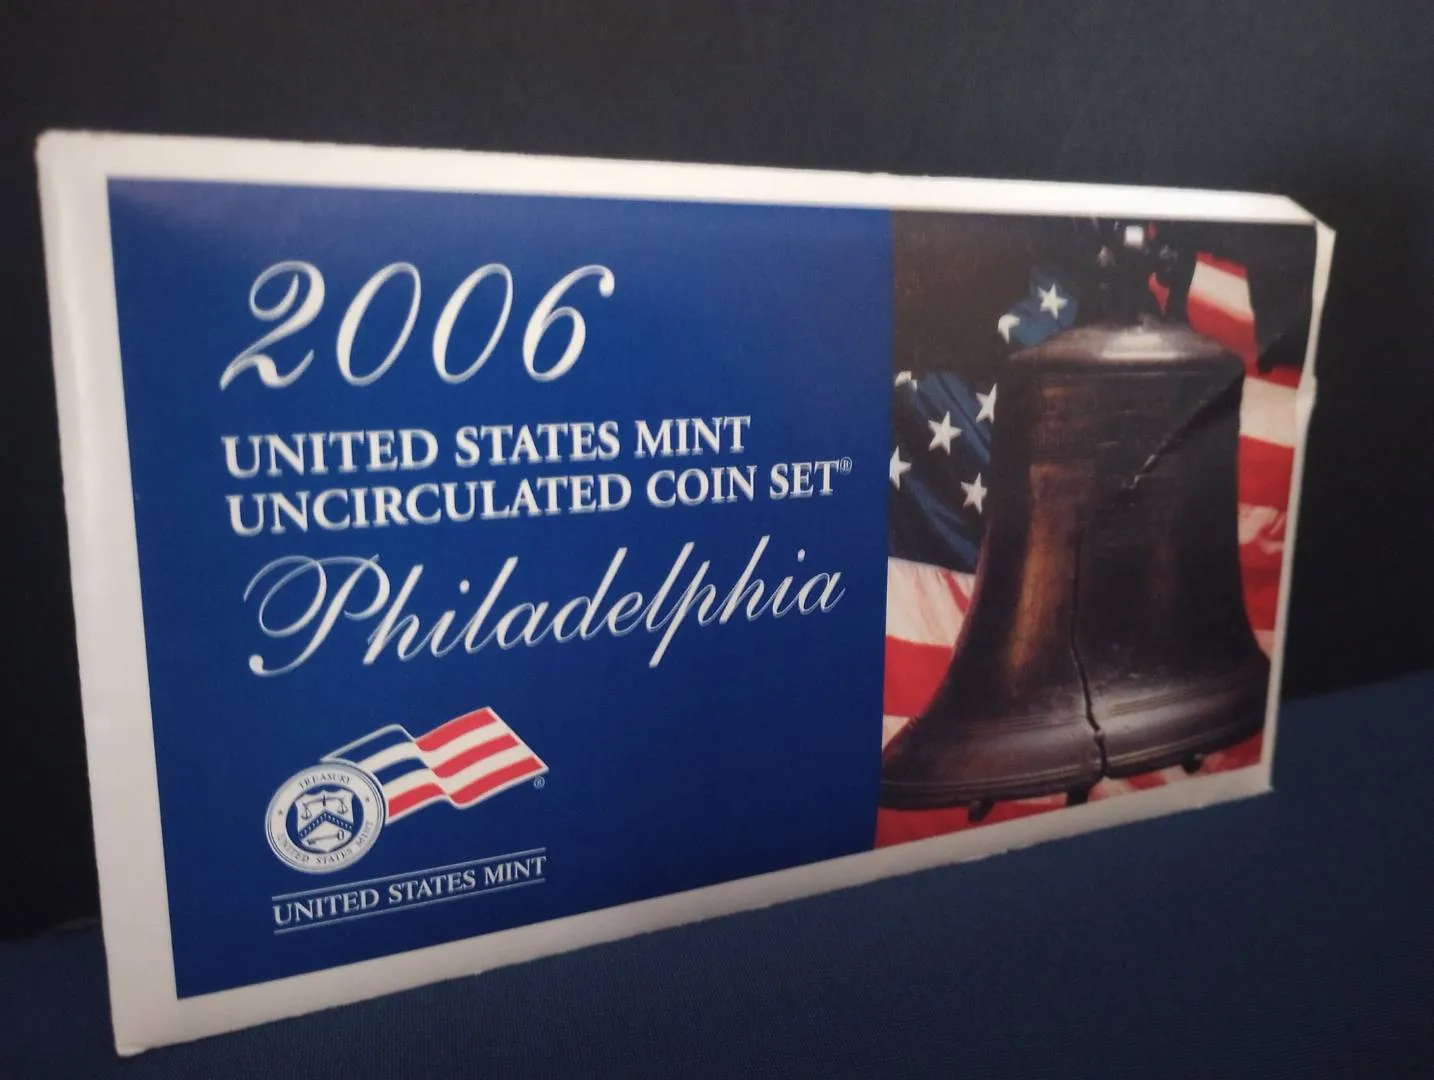 2006
UNITED STATES MINT
UNCIRCULATED COIN SET®
Philadelphia
TREASURY
UNITED STATES MINT
®
UNITED STATES MINT